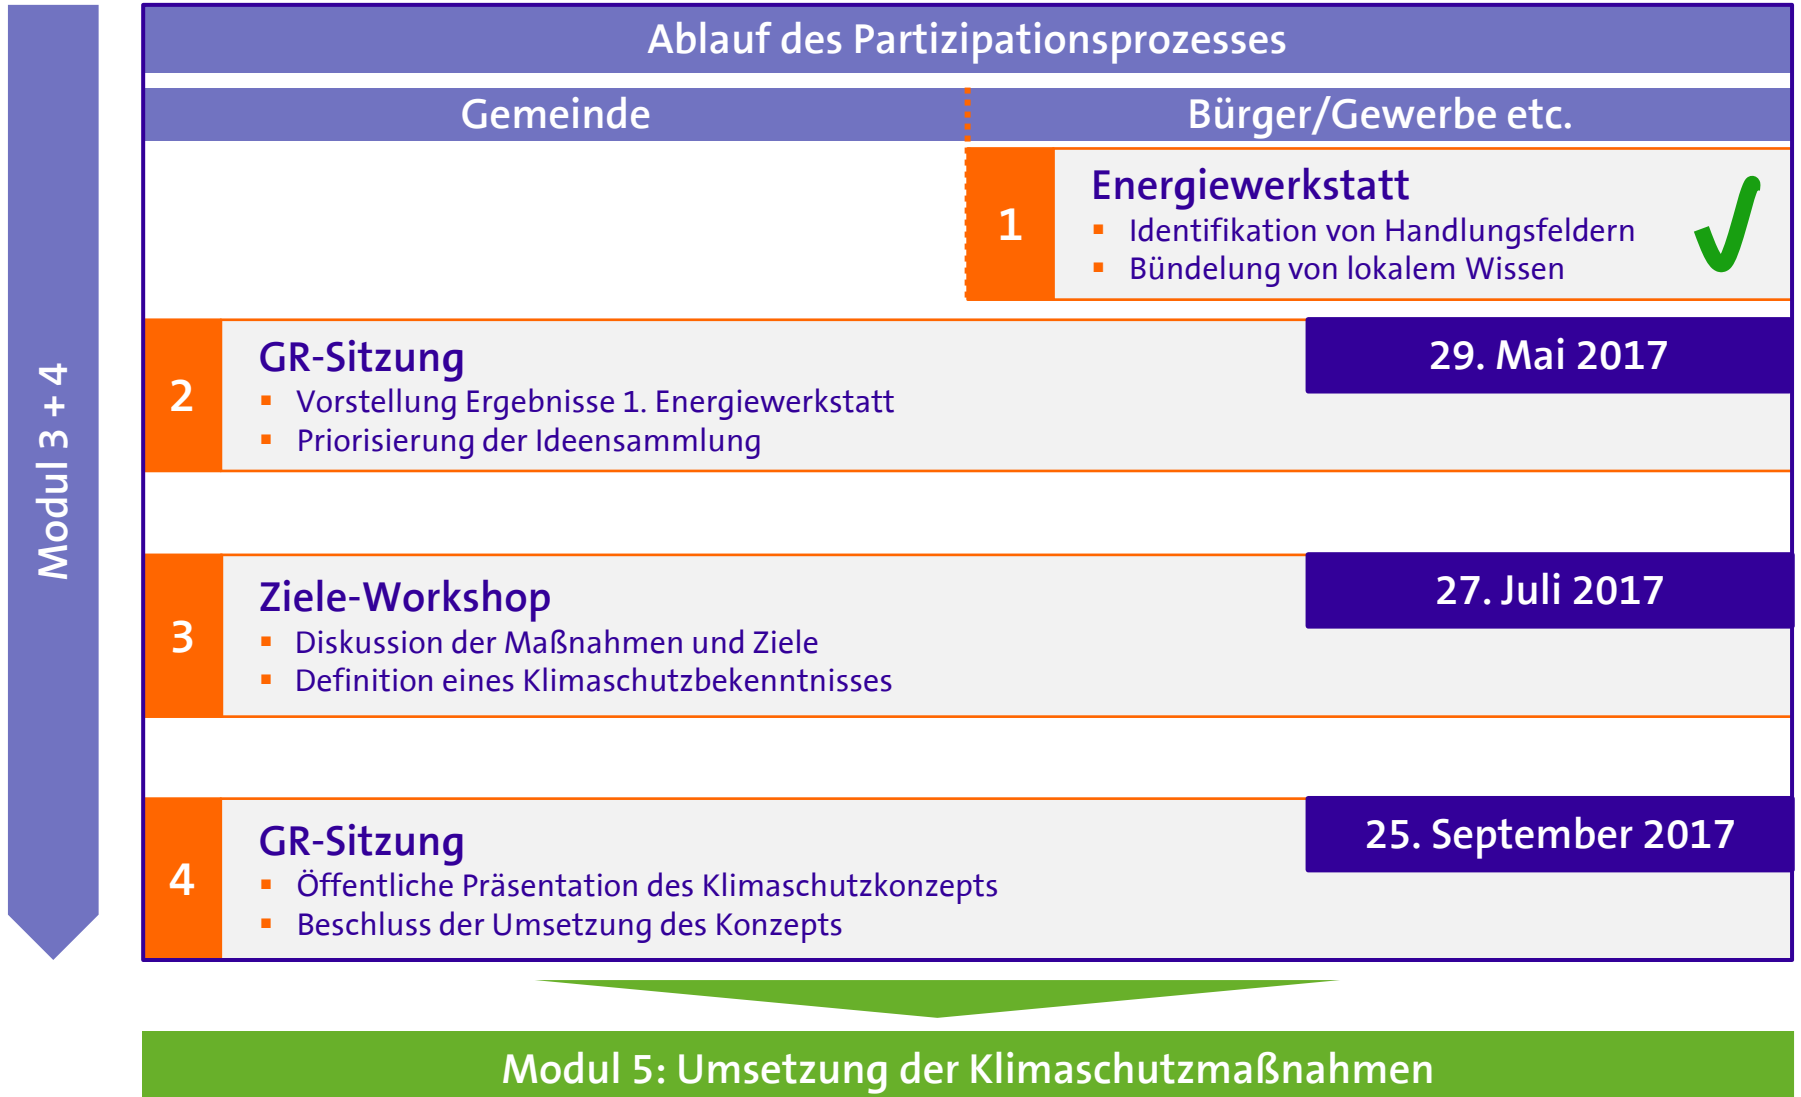 Ablauf des Partizipationsprozesses
Gemeinde
Bürger/Gewerbe etc.
Modul 3 + 4
1
Energiewerkstatt
▪ Identifikation von Handlungsfeldern
▪ Bündelung von lokalem Wissen
2
GR-Sitzung
▪ Vorstellung Ergebnisse 1. Energiewerkstatt
▪ Priorisierung der Ideensammlung
29. Mai 2017
3
Ziele-Workshop
▪ Diskussion der Maßnahmen und Ziele
▪ Definition eines Klimaschutzbekenntnisses
27. Juli 2017
4
GR-Sitzung
▪ Öffentliche Präsentation des Klimaschutzkonzepts
▪ Beschluss der Umsetzung des Konzepts
25. September 2017
Modul 5: Umsetzung der Klimaschutzmaßnahmen